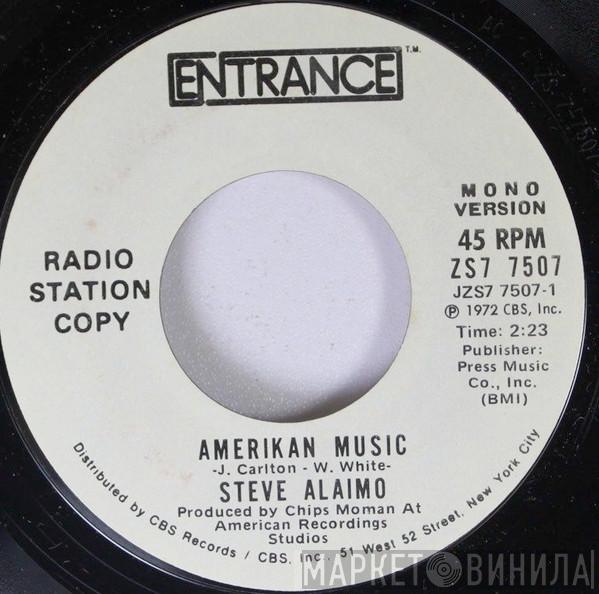 ENTRANCE T.M.
RADIO
STATION
COPY
MONO
VERSION
45 RPM
ZS7 7507
JZS7 7507-1
Ⓟ 1972 CBS, Inc.
Time: 2:23
Publisher:
Press Music
Co., Inc.
(BMI)
AMERIKAN MUSIC
-J. Carlton - W. White-
STEVE ALAIMO
Produced by Chips Moman At
American Recordings
Studios
Distributed by CBS Records / CBS, Inc., 51 West 52 Street, New York City
МАРКЕТ ВИНИЛА